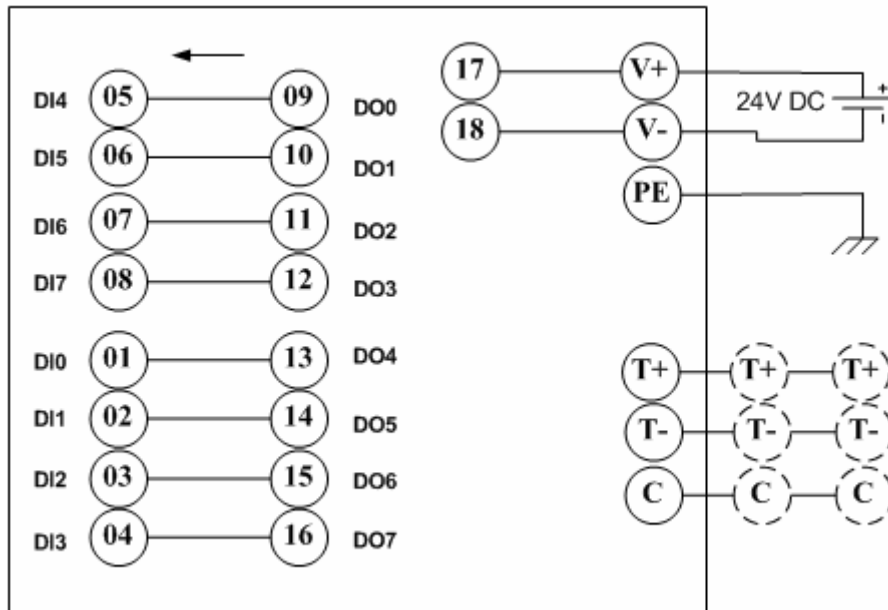 17 V+
DI4 05 09 DO0 24V DC +
18 V- -
DI5 06 10 DO1
PE
DI6 07 11 DO2
DI7 08 12 DO3
DI0 01 13 DO4
T+ T+ T+
DI1 02 14 DO5
T- T- T-
DI2 03 15 DO6
C C C
DI3 04 16 DO7